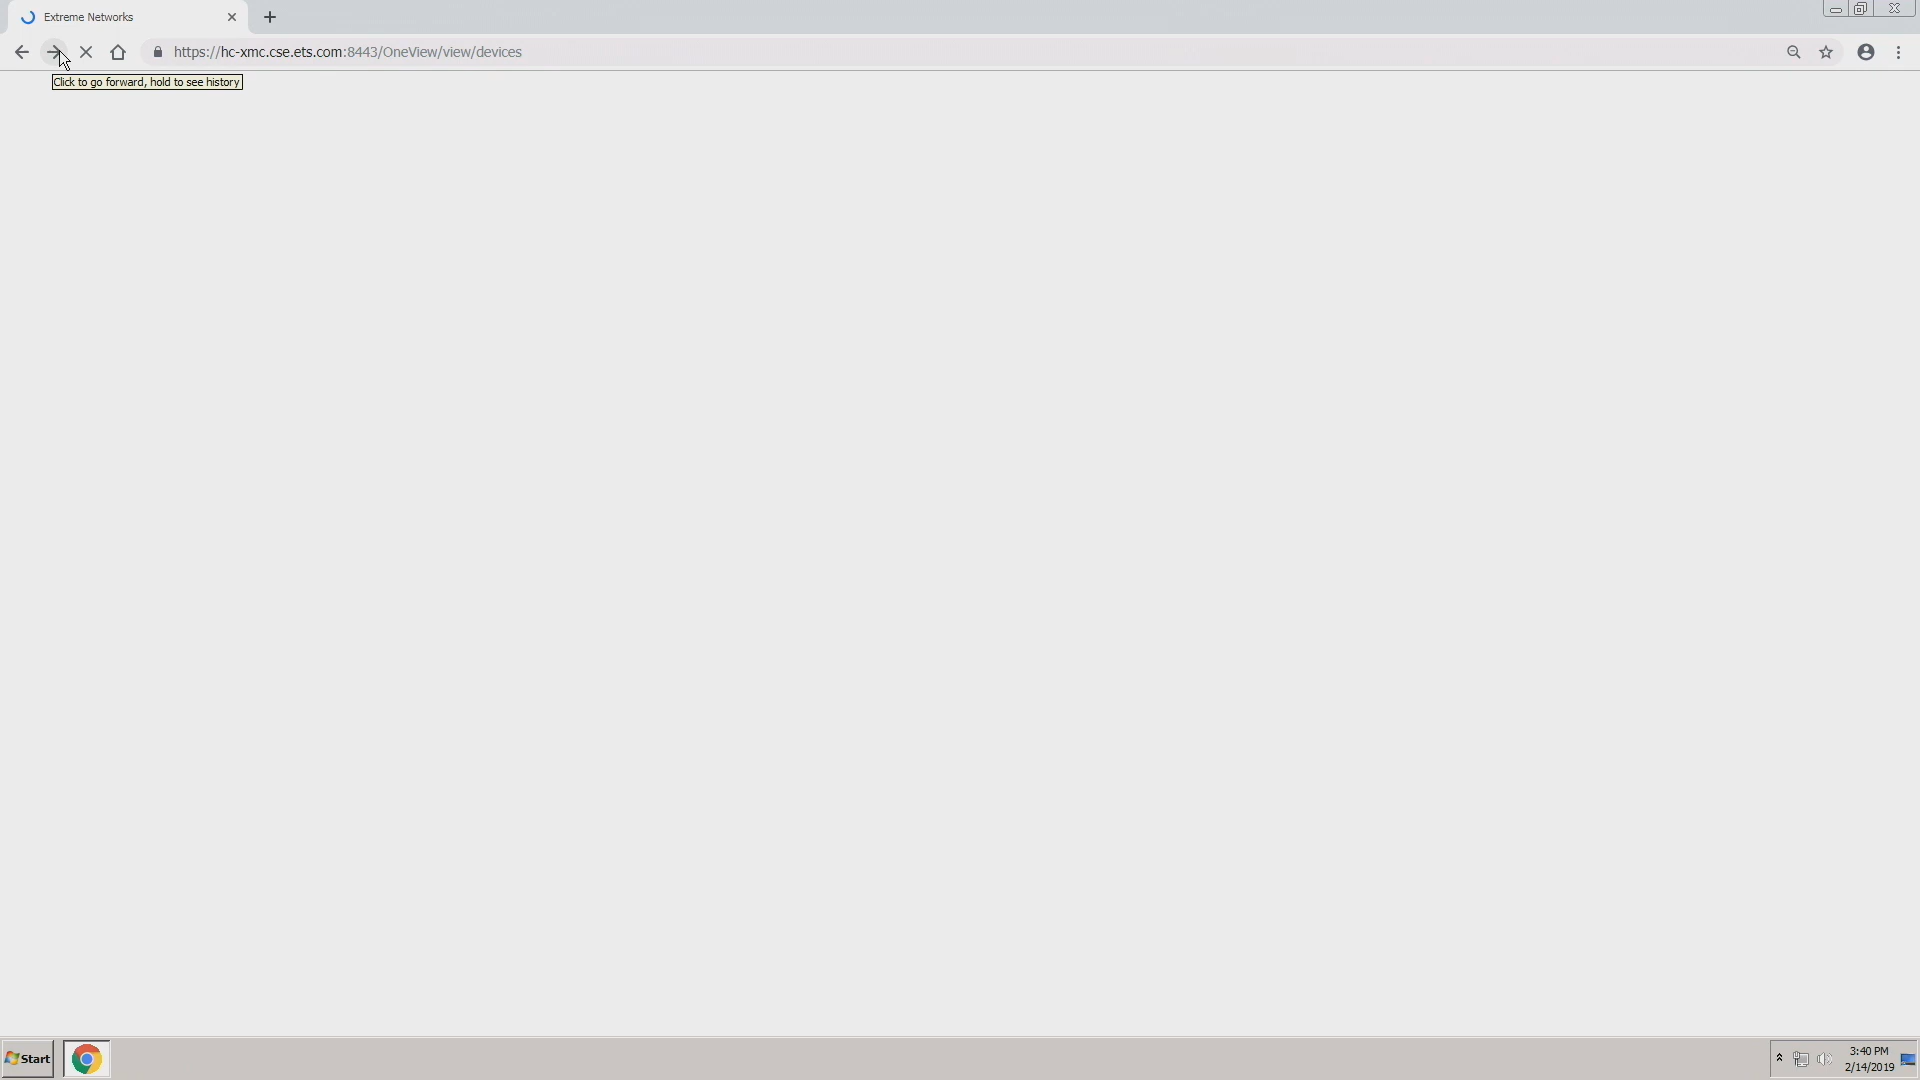 Extreme Networks
https://hc-xmc.cse.ets.com:8443/OneView/view/devices
Click to go forward, hold to see history
Start
3:40 PM
2/14/2019